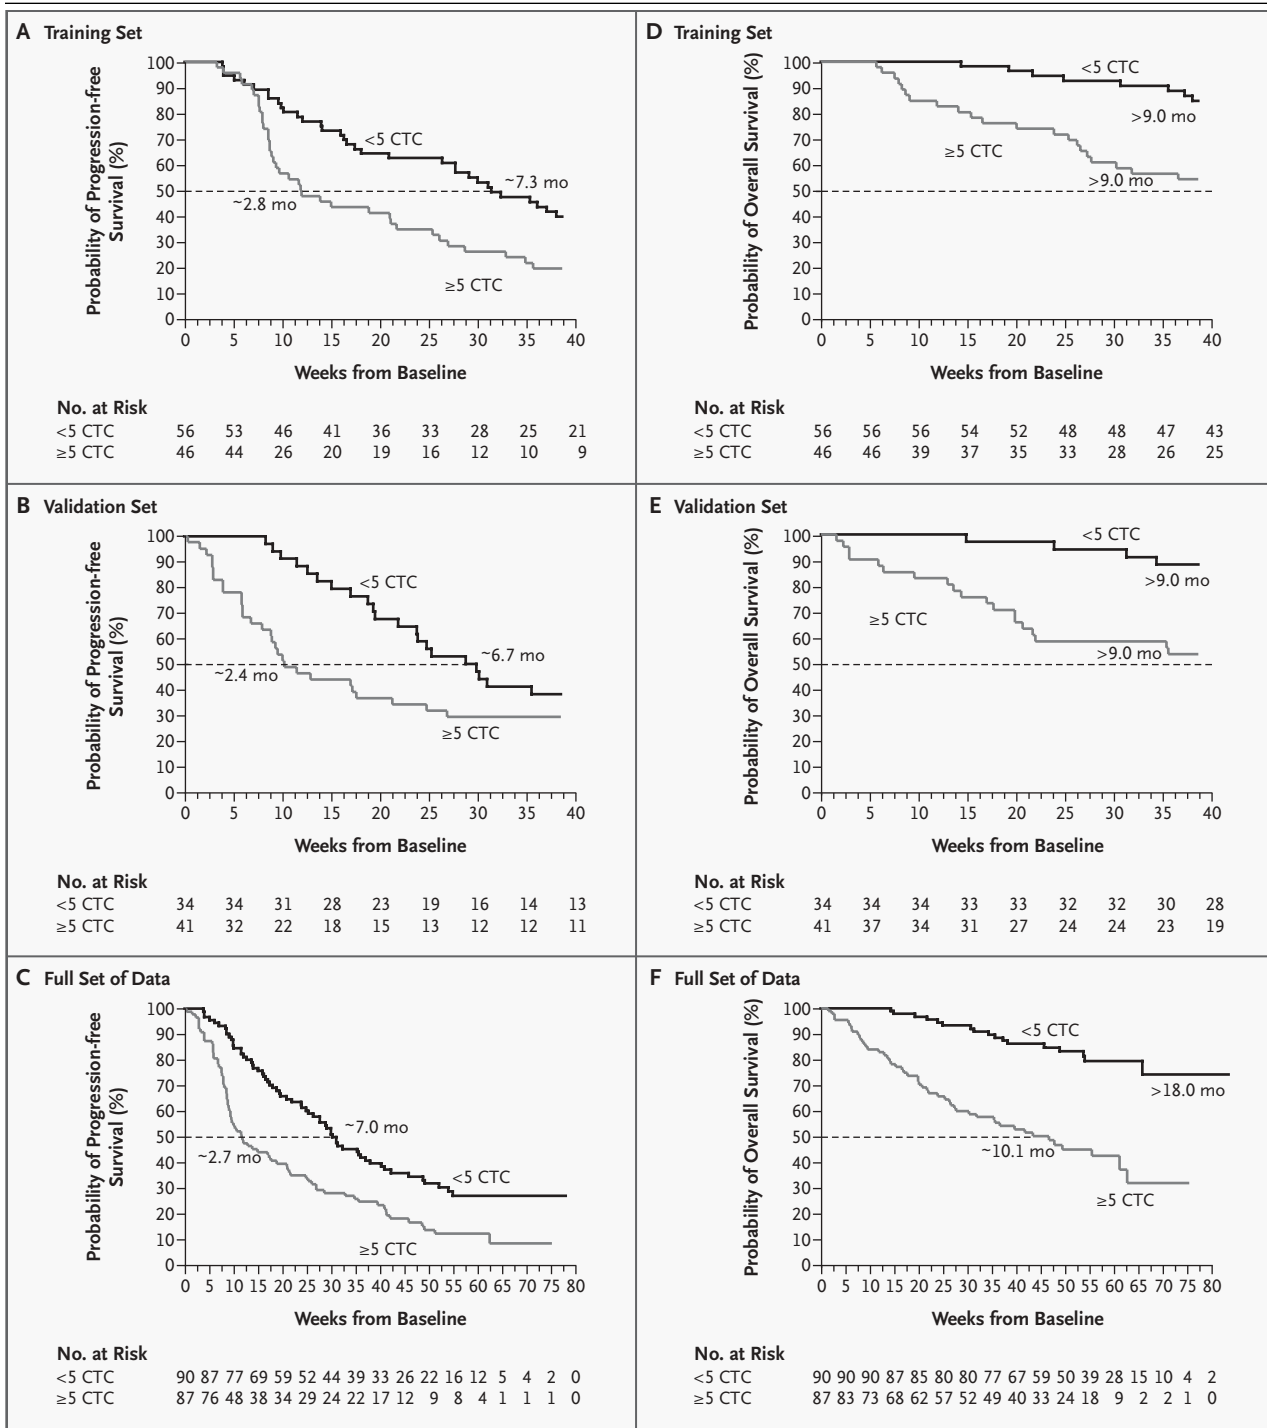 A Training Set
Probability of Progression-free
Survival (%)
100
90
80
70
60
50
40
30
20
10
0
<5 CTC
~7.3 mo
~2.8 mo
≥5 CTC
0 5 10 15 20 25 30 35 40
Weeks from Baseline
No. at Risk
<5 CTC 56 53 46 41 36 33 28 25 21
≥5 CTC 46 44 26 20 19 16 12 10 9
D Training Set
Probability of Overall Survival (%)
100
90
80
70
60
50
40
30
20
10
0
<5 CTC
>9.0 mo
≥5 CTC
>9.0 mo
0 5 10 15 20 25 30 35 40
Weeks from Baseline
No. at Risk
<5 CTC 56 56 56 54 52 48 48 47 43
≥5 CTC 46 46 39 37 35 33 28 26 25
B Validation Set
Probability of Progression-free
Survival (%)
100
90
80
70
60
50
40
30
20
10
0
<5 CTC
~6.7 mo
~2.4 mo
≥5 CTC
0 5 10 15 20 25 30 35 40
Weeks from Baseline
No. at Risk
<5 CTC 34 34 31 28 23 19 16 14 13
≥5 CTC 41 32 22 18 15 13 12 12 11
E Validation Set
Probability of Overall Survival (%)
100
90
80
70
60
50
40
30
20
10
0
<5 CTC
>9.0 mo
≥5 CTC
>9.0 mo
0 5 10 15 20 25 30 35 40
Weeks from Baseline
No. at Risk
<5 CTC 34 34 34 33 33 32 32 30 28
≥5 CTC 41 37 34 31 27 24 24 23 19
C Full Set of Data
Probability of Progression-free
Survival (%)
100
90
80
70
60
50
40
30
20
10
0
~7.0 mo
~2.7 mo
<5 CTC
≥5 CTC
0 5 10 15 20 25 30 35 40 45 50 55 60 65 70 75 80
Weeks from Baseline
No. at Risk
<5 CTC 90 87 77 69 59 52 44 39 33 26 22 16 12 5 4 2 0
≥5 CTC 87 76 48 38 34 29 24 22 17 12 9 8 4 1 1 1 0
F Full Set of Data
Probability of Overall Survival (%)
100
90
80
70
60
50
40
30
20
10
0
<5 CTC
>18.0 mo
~10.1 mo
≥5 CTC
0 5 10 15 20 25 30 35 40 45 50 55 60 65 70 75 80
Weeks from Baseline
No. at Risk
<5 CTC 90 90 90 87 85 80 80 77 67 59 50 39 28 15 10 4 2
≥5 CTC 87 83 73 68 62 57 52 49 40 33 24 18 9 2 2 1 0